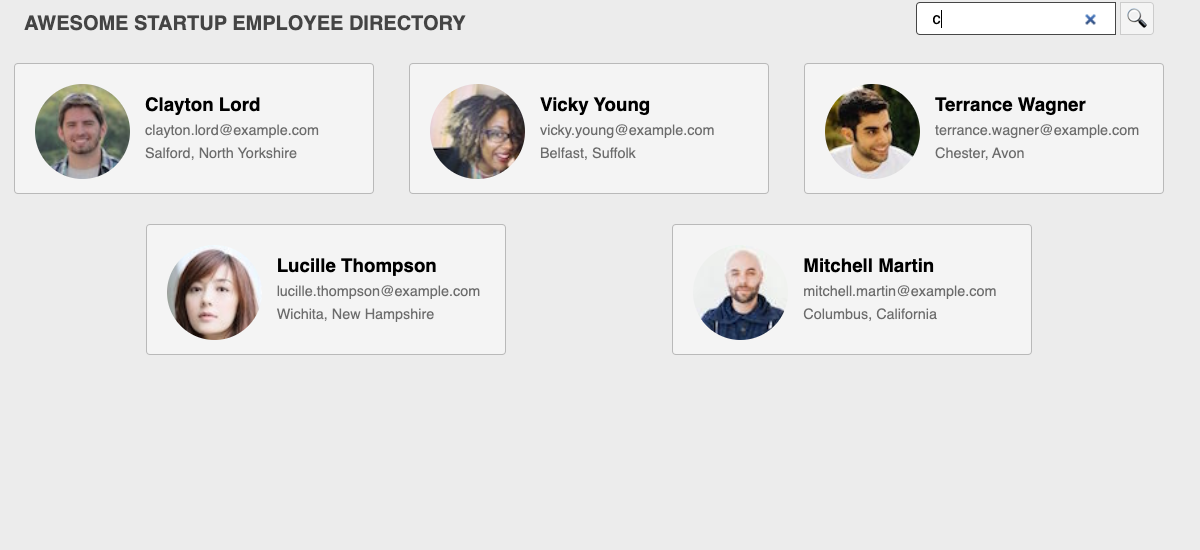 AWESOME STARTUP EMPLOYEE DIRECTORY
c
Clayton Lord
clayton.lord@example.com
Salford, North Yorkshire
Vicky Young
vicky.young@example.com
Belfast, Suffolk
Terrance Wagner
terrance.wagner@example.com
Chester, Avon
Lucille Thompson
lucille.thompson@example.com
Wichita, New Hampshire
Mitchell Martin
mitchell.martin@example.com
Columbus, California